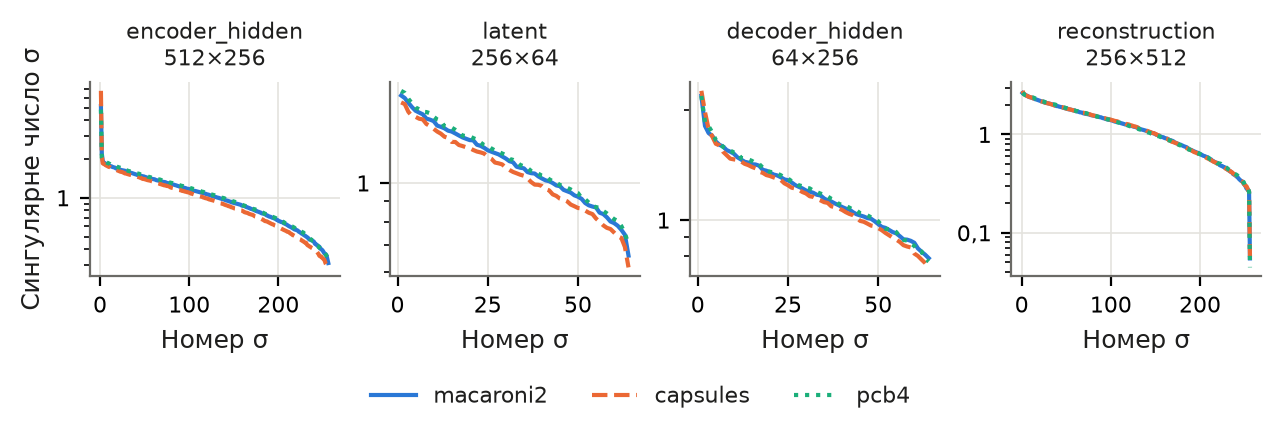 encoder_hidden
512×256
latent
256×64
decoder_hidden
64×256
reconstruction
256×512
Сингулярне число σ
1
0
100
200
Номер σ
1
0
25
50
Номер σ
1
0
25
50
Номер σ
1
0,1
0
100
200
Номер σ
macaroni2
capsules
pcb4